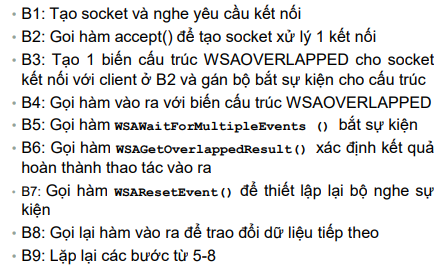 • B1: Tạo socket và nghe yêu cầu kết nối
• B2: Goi hàm accept() để tạo socket xử lý 1 kết nối
• B3: Tạo 1 biến cấu trúc WSAOVERLAPPED cho socket
kết nối với client ở B2 và gán bộ bắt sự kiện cho cấu trúc
• B4: Gọi hàm vào ra với biến cấu trúc WSAOVERLAPPED
• B5: Gọi hàm WSAWaitForMultipleEvents () bắt sự kiện
• B6: Gọi hàm WSAGetOverlappedResult() xác định kết quả
hoàn thành thao tác vào ra
• B7: Gọi hàm WSAResetEvent() để thiết lập lại bộ nghe sự
kiện
• B8: Gọi lại hàm vào ra để trao đổi dữ liệu tiếp theo
• B9: Lặp lại các bước từ 5-8